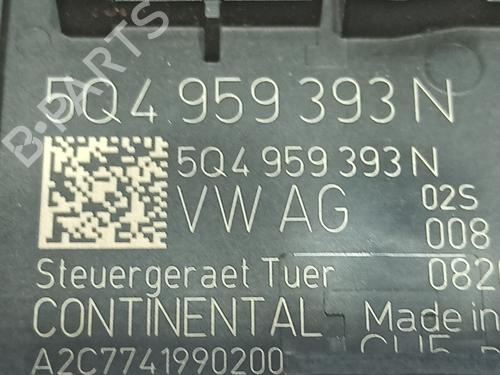 5Q4 959 393 N
5Q4 959 393 N
VW AG 02S
008
Steuergeraet Tuer
CONTINENTAL Made in
A2C7741990200
B-PARTS